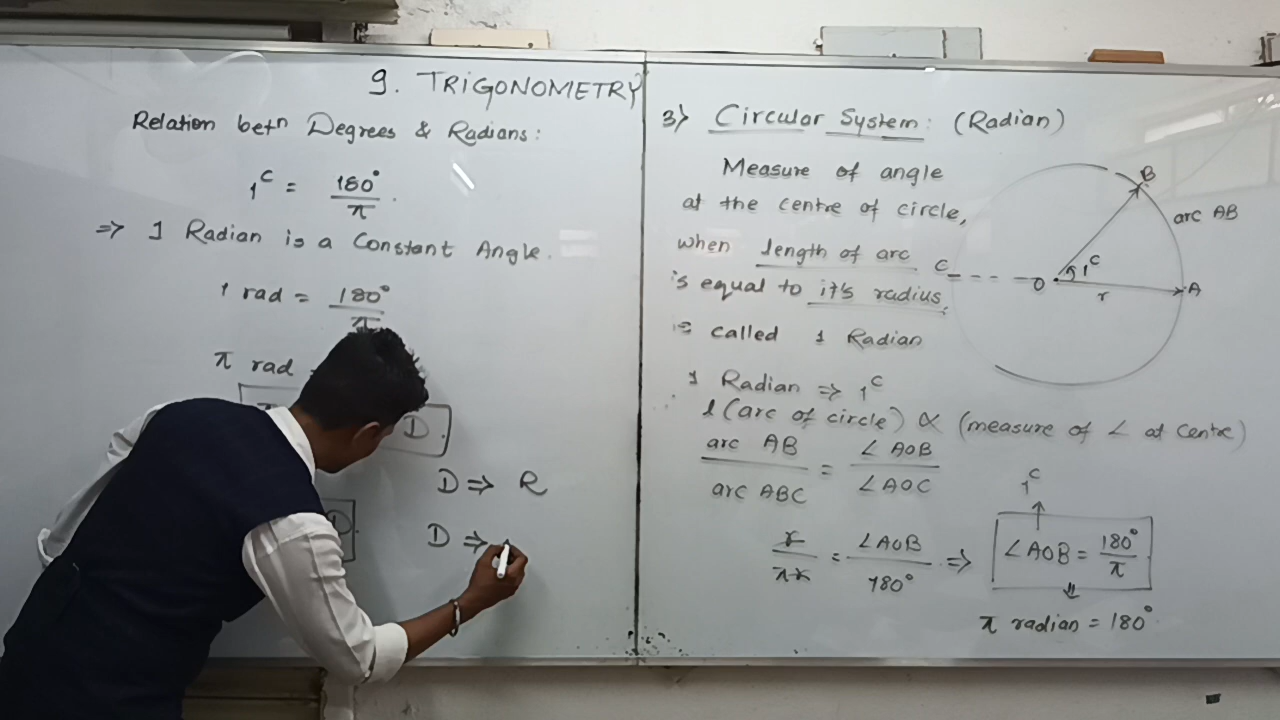 9. TRIGONOMETRY
Relation betⁿ Degrees & Radians:
1ᶜ = 180° / π.
⇒ 1 Radian is a Constant Angle.
1 rad = 180° / π
π rad
D
D
D ⇒ R
D ⇒
3) Circular System: (Radian)
Measure of angle
at the centre of circle,
when length of arc
is equal to it's radius,
is called 1 Radian
1 Radian ⇒ 1ᶜ
l (arc of circle) ∝ (measure of ∠ at Centre)
arc AB / arc ABC = ∠AOB / ∠AOC
r / πr = ∠AOB / 180° ⇒ ∠AOB = 180° / π
1ᶜ
π radian = 180°
B
arc AB
C
O
θ 1ᶜ
r
A